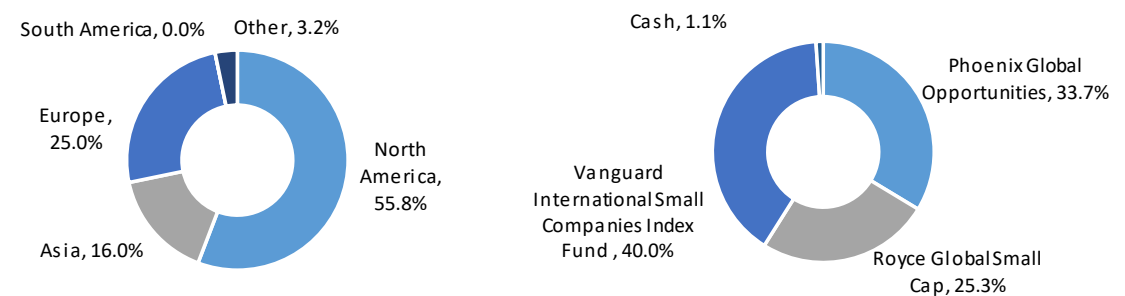 South America, 0.0%
Other, 3.2%
Europe,
25.0%
North
America,
55.8%
Asia, 16.0%
Cash, 1.1%
Phoenix Global
Opportunities, 33.7%
Vanguard
International Small
Companies Index
Fund , 40.0%
Royce Global Small
Cap, 25.3%